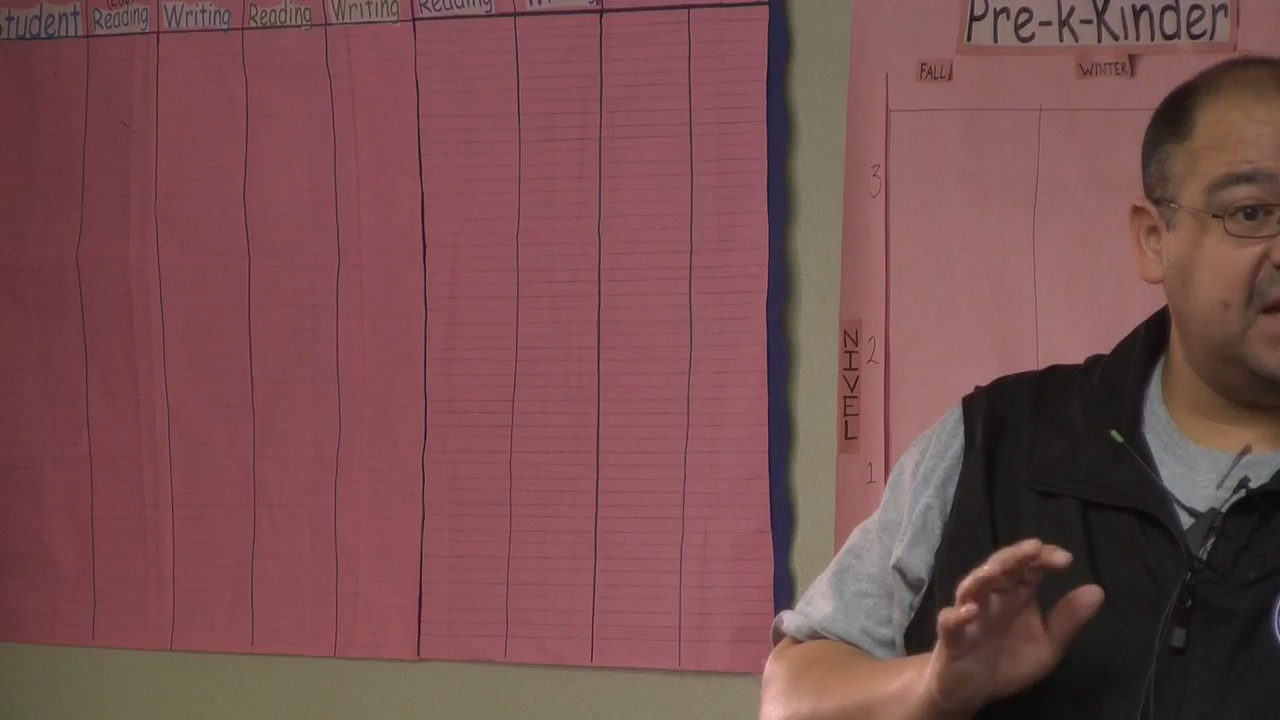 Student Reading Writing Reading Writing Reading
Pre-k-Kinder
FALL WINTER
3
NIVEL
2
1